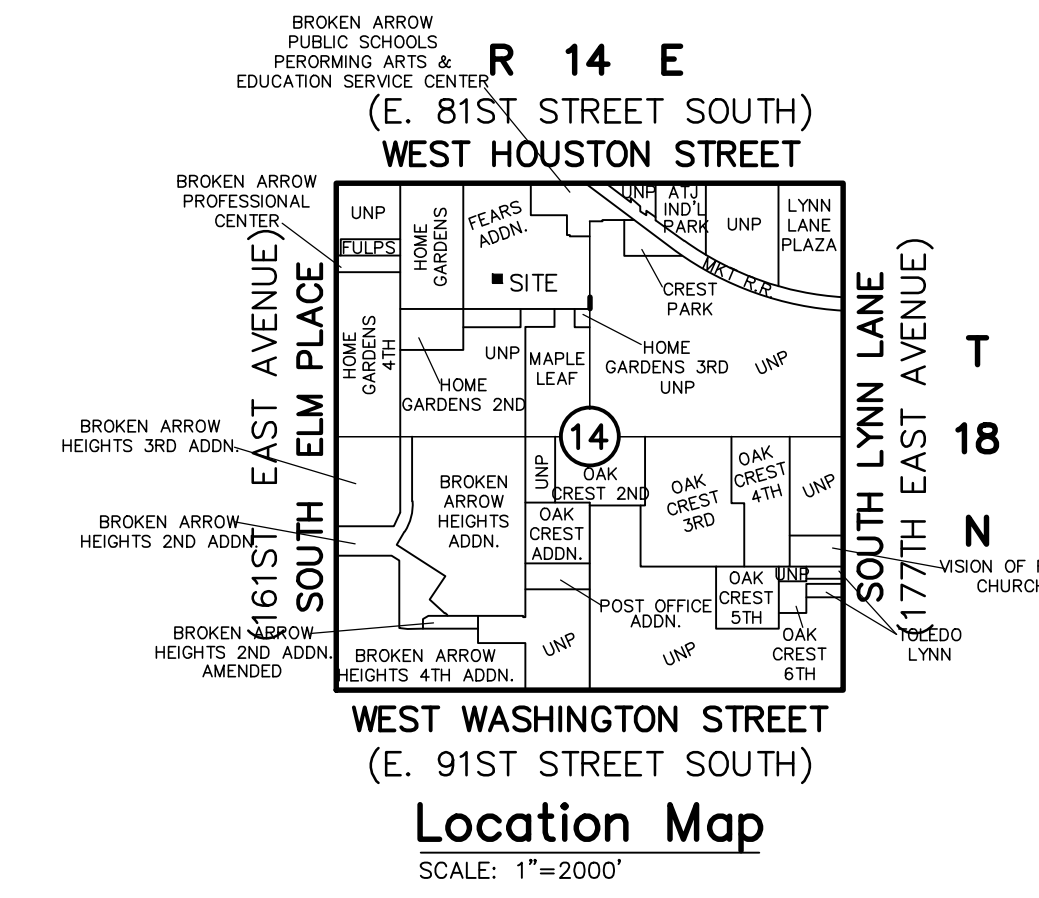 BROKEN ARROW
PUBLIC SCHOOLS
PERORMING ARTS &
EDUCATION SERVICE CENTER
R 14 E
(E. 81ST STREET SOUTH)
WEST HOUSTON STREET
BROKEN ARROW
PROFESSIONAL
CENTER
UNP
FULPS
HOME
GARDENS
FEARS
ADDN.
SITE
UNP
ATJ
IND'L
PARK
UNP
LYNN
LANE
PLAZA
MKT R.R.
CREST
PARK
HOME
GARDENS
4TH
HOME
GARDENS 2ND
UNP
MAPLE
LEAF
HOME
GARDENS 3RD
UNP
UNP
(161ST EAST AVENUE)
SOUTH ELM PLACE
SOUTH LYNN LANE
(177TH EAST AVENUE)
T
18
N
14
BROKEN ARROW
HEIGHTS 3RD ADDN.
BROKEN ARROW
HEIGHTS 2ND ADDN.
BROKEN ARROW
HEIGHTS 2ND ADDN.
AMENDED
BROKEN
ARROW
HEIGHTS
ADDN.
UNP
OAK
CREST 2ND
OAK
CREST
ADDN.
OAK
CREST
3RD
OAK
CREST
4TH
UNP
VISION OF
CHURCH
POST OFFICE
ADDN.
OAK
CREST
5TH
UNP
OAK
CREST
6TH
TOLEDO
LYNN
BROKEN ARROW
HEIGHTS 4TH ADDN.
UNP
UNP
WEST WASHINGTON STREET
(E. 91ST STREET SOUTH)
Location Map
SCALE: 1"=2000'